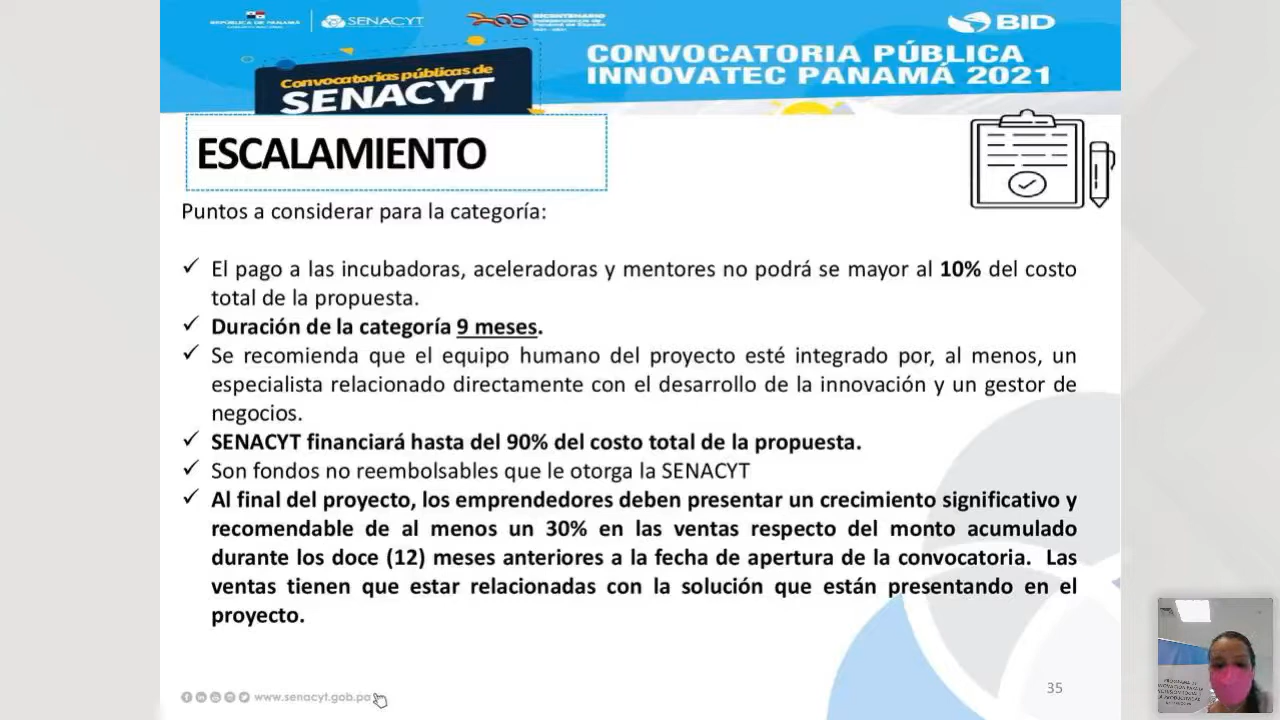 REPÚBLICA DE PANAMÁ
SENACYT
BICENTENARIO
BID
Convocatorias públicas de
SENACYT
CONVOCATORIA PÚBLICA
INNOVATEC PANAMÁ 2021
ESCALAMIENTO
Puntos a considerar para la categoría:
El pago a las incubadoras, aceleradoras y mentores no podrá se mayor al 10% del costo
total de la propuesta.
Duración de la categoría 9 meses.
Se recomienda que el equipo humano del proyecto esté integrado por, al menos, un
especialista relacionado directamente con el desarrollo de la innovación y un gestor de
negocios.
SENACYT financiará hasta del 90% del costo total de la propuesta.
Son fondos no reembolsables que le otorga la SENACYT
Al final del proyecto, los emprendedores deben presentar un crecimiento significativo y
recomendable de al menos un 30% en las ventas respecto del monto acumulado
durante los doce (12) meses anteriores a la fecha de apertura de la convocatoria. Las
ventas tienen que estar relacionadas con la solución que están presentando en el
proyecto.
www.senacyt.gob.pa
35